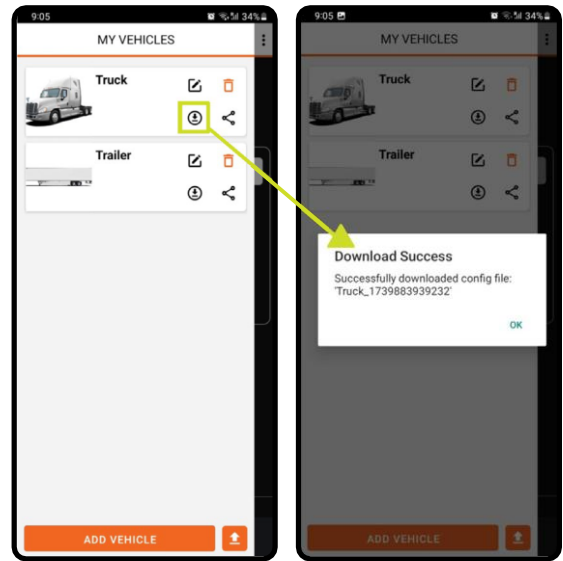 9:05
34%
MY VEHICLES
Truck
Trailer
ADD VEHICLE
9:05
34%
MY VEHICLES
Truck
Trailer
Download Success
Successfully downloaded config file:
'Truck_1739883939232'
OK
ADD VEHICLE